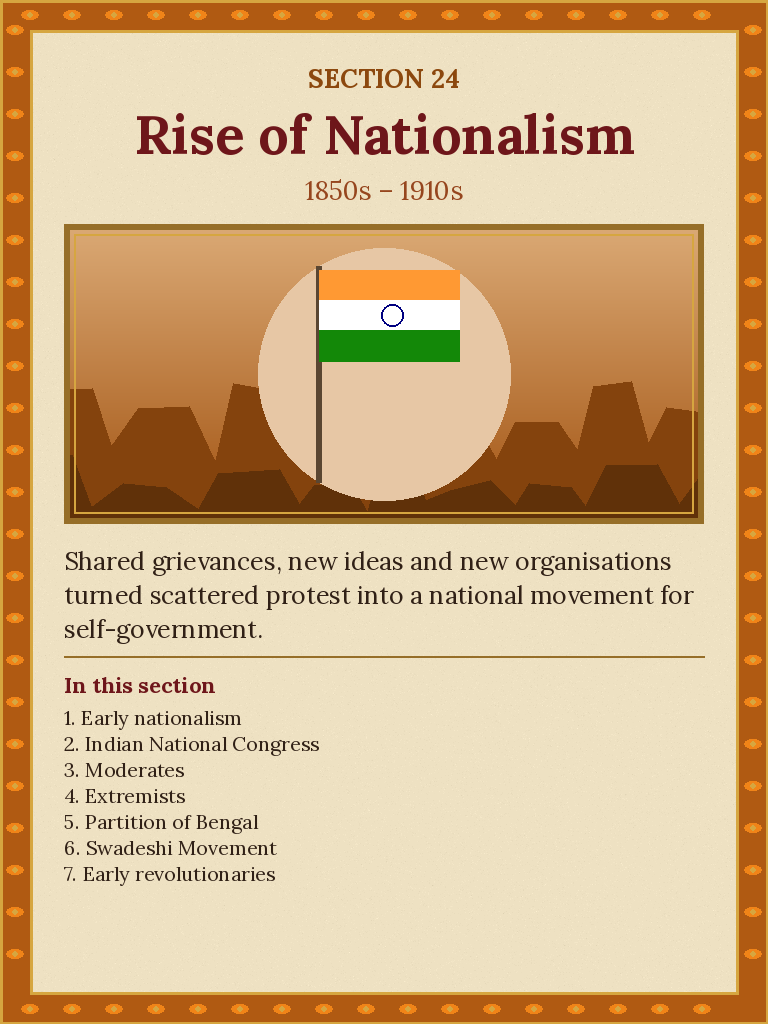 SECTION 24
Rise of Nationalism
1850s – 1910s
Shared grievances, new ideas and new organisations
turned scattered protest into a national movement for
self-government.
In this section
1. Early nationalism
2. Indian National Congress
3. Moderates
4. Extremists
5. Partition of Bengal
6. Swadeshi Movement
7. Early revolutionaries